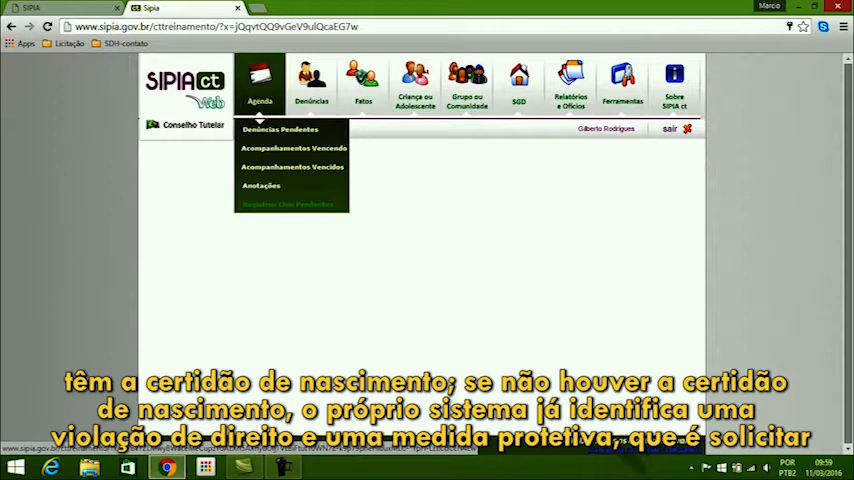 SIPIA
Sipia
Marcio
www.sipia.gov.br/cttreinamento/?x=jQqvtQQ9vGeV9ulQcaEG7w
Apps Licitação SDH-contato
SIPIA ct Web
Conselho Tutelar
Agenda
Denúncias
Fatos
Criança ou Adolescente
Grupo ou Comunidade
SGD
Relatórios e Ofícios
Ferramentas
Sobre SIPIA ct
Gilberto Rodrigues sair
Denúncias Pendentes
Acompanhamentos Vencendo
Acompanhamentos Vencidos
Anotações
Registros Civis Pendentes
têm a certidão de nascimento; se não houver a certidão
de nascimento, o próprio sistema já identifica uma
violação de direito e uma medida protetiva, que é solicitar
POR
PTB2
09:59
11/03/2016